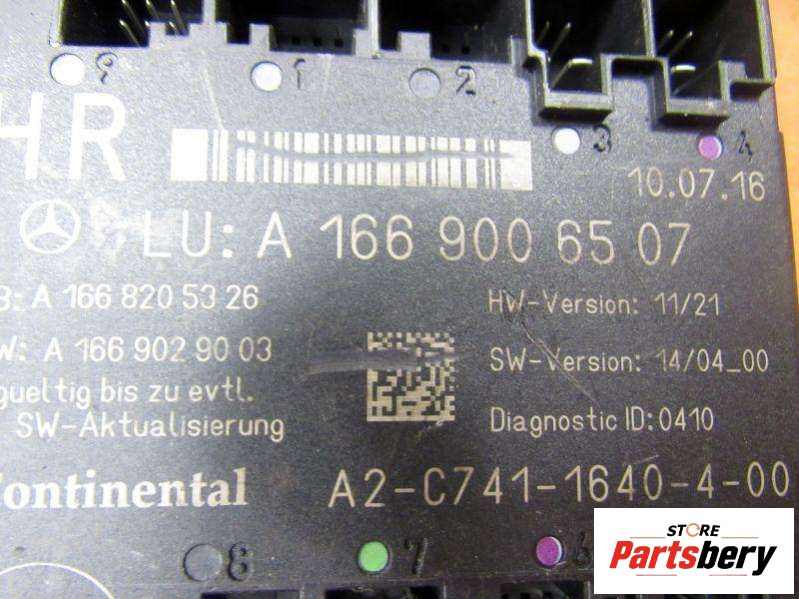 9 1 2 3 4
HR
10.07.16
LU: A 166 900 65 07
B: A 166 820 53 26
HW-Version: 11/21
W: A 166 902 90 03
SW-Version: 14/04_00
gueltig bis zu evtl.
SW-Aktualisierung
Diagnostic ID:0410
Continental
A2-C741-1640-4-00
8 7 6
STORE
Partsbery